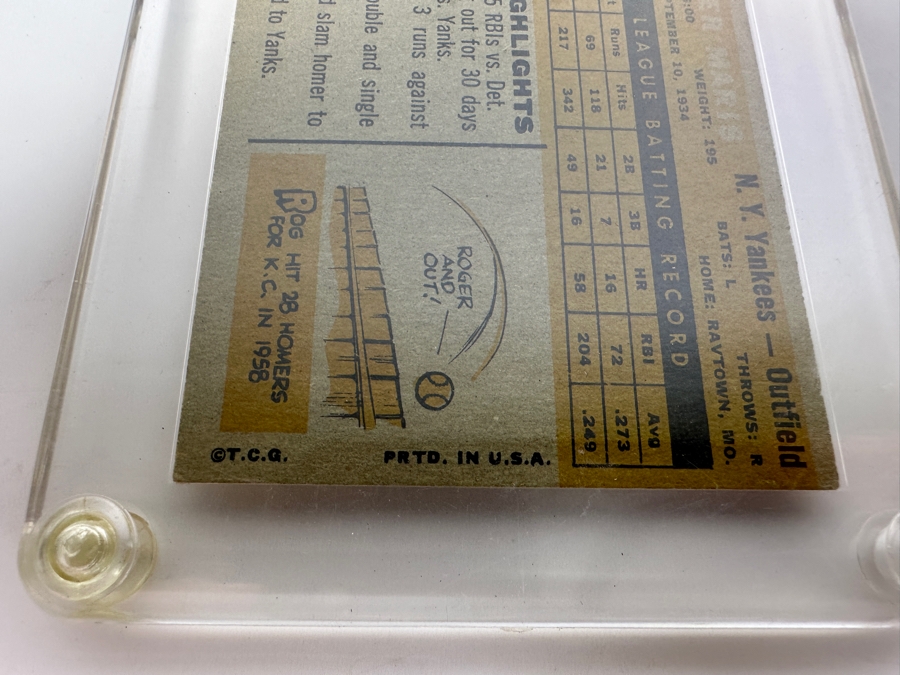 N. Y. Yankees — Outfield
WEIGHT: 195 BATS: L THROWS: R
SEPTEMBER 10, 1934 HOME: RAYTOWN, MO.
LEAGUE BATTING RECORD
Runs Hits 2B 3B HR RBI Avg
69 118 21 7 16 72 .273
217 342 49 16 58 204 .249
GHLIGHTS
5 RBIs vs. Det.
out for 30 days
s. Yanks.
3 runs against
ouble and single
d slam homer to
d to Yanks.
ROGER
AND
OUT!
ROG HIT 28 HOMERS
FOR K.C. IN 1958
©T.C.G. PRTD. IN U.S.A.